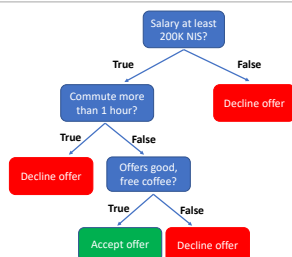 Salary at least
200K NIS?
True
False
Commute more
than 1 hour?
Decline offer
True
False
Decline offer
Offers good,
free coffee?
True
False
Accept offer
Decline offer